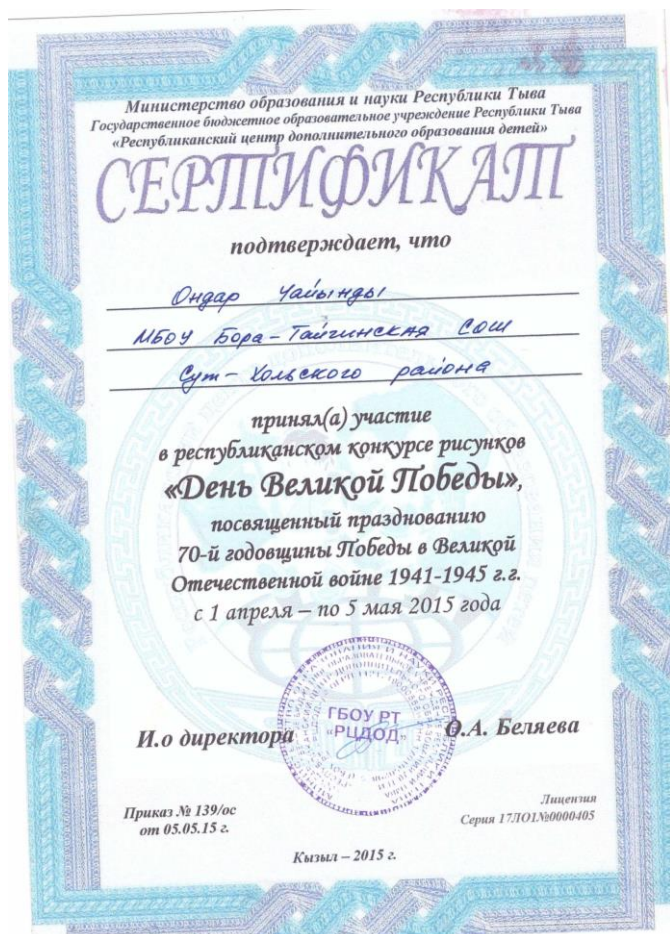 Министерство образования и науки Республики Тыва
Государственное бюджетное образовательное учреждение Республики Тыва
«Республиканский центр дополнительного образования детей»
СЕРТИФИКАТ
подтверждает, что
Ондар Чайынды
МБОУ Бора-Тайгинская СОШ
Сут-Хольского района
принял(а) участие
в республиканском конкурсе рисунков
«День Великой Победы»,
посвященный празднованию
70-й годовщины Победы в Великой
Отечественной войне 1941-1945 г.г.
с 1 апреля – по 5 мая 2015 года
ГБОУ РТ
"РЦДОД"
И.о директора
О.А. Беляева
Приказ № 139/ос
от 05.05.15 г.
Лицензия
Серия 17ЛО1№0000405
Кызыл – 2015 г.